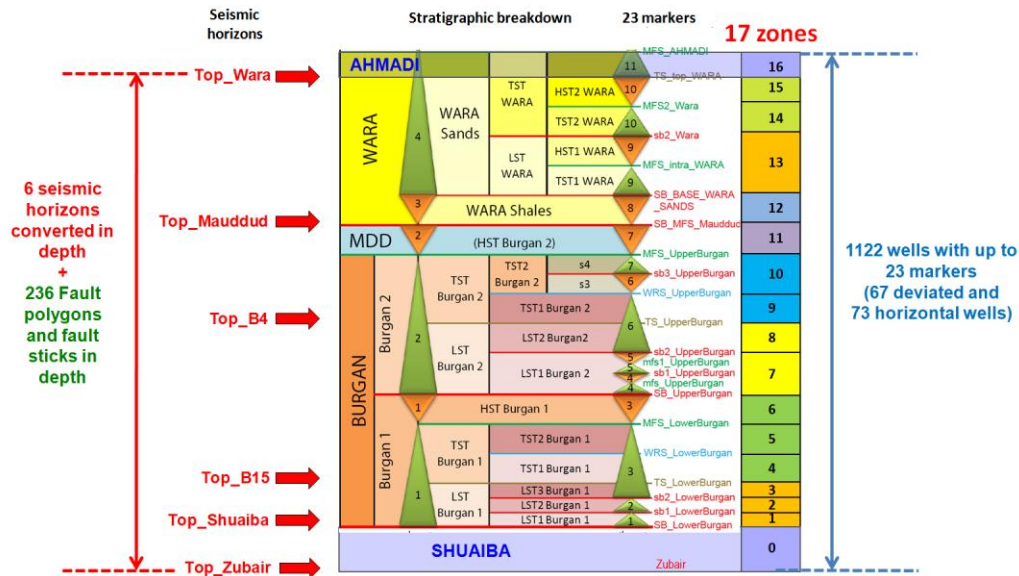 Seismic
horizons
Stratigraphic breakdown
23 markers
17 zones
Top_Wara
Top_Mauddud
Top_B4
Top_B15
Top_Shuaiba
Top_Zubair
6 seismic
horizons
converted in
depth
+
236 Fault
polygons
and fault
sticks in
depth
AHMADI
WARA
MDD
BURGAN
Burgan 2
Burgan 1
SHUAIBA
4
3
2
2
1
1
WARA
Sands
WARA Shales
(HST Burgan 2)
TST
Burgan 2
LST
Burgan 2
HST Burgan 1
TST
Burgan 1
LST
Burgan 1
TST
WARA
LST
WARA
HST2 WARA
TST2 WARA
HST1 WARA
TST1 WARA
TST2
Burgan 2
s4
s3
TST1 Burgan 2
LST2 Burgan2
LST1 Burgan 2
TST2 Burgan 1
TST1 Burgan 1
LST3 Burgan 1
LST2 Burgan 1
LST1 Burgan 1
11
10
10
9
9
8
7
7
6
6
5
5
4
4
3
3
2
1
MFS_AHMADI
TS_top_WARA
MFS2_Wara
sb2_Wara
MFS_intra_WARA
SB_BASE_WARA
_SANDS
SB_MFS_Mauddud
MFS_UpperBurgan
sb3_UpperBurgan
WRS_UpperBurgan
TS_UpperBurgan
sb2_UpperBurgan
mfs1_UpperBurgan
sb1_UpperBurgan
mfs_UpperBurgan
SB_UpperBurgan
MFS_LowerBurgan
WRS_LowerBurgan
TS_LowerBurgan
sb2_LowerBurgan
sb1_LowerBurgan
SB_LowerBurgan
Zubair
16
15
14
13
12
11
10
9
8
7
6
5
4
3
2
1
0
1122 wells with up to
23 markers
(67 deviated and
73 horizontal wells)